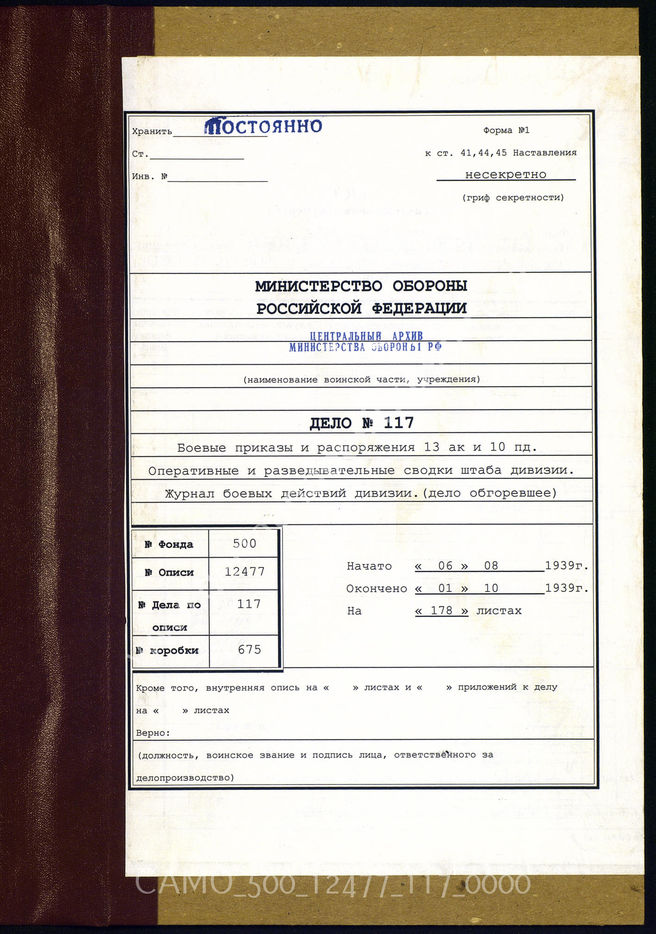 Хранить ПОСТОЯННО
Форма №1
Ст.
к ст. 41,44,45 Наставления
Инв. №
несекретно
(гриф секретности)
МИНИСТЕРСТВО ОБОРОНЫ
РОССИЙСКОЙ ФЕДЕРАЦИИ
ЦЕНТРАЛЬНЫЙ АРХИВ
МИНИСТЕРСТВА ОБОРОНЫ РФ
(наименование воинской части, учреждения)
ДЕЛО № 117
Боевые приказы и распоряжения 13 ак и 10 пд.
Оперативные и разведывательные сводки штаба дивизии.
Журнал боевых действий дивизии.(дело обгоревшее)
№ Фонда 500
№ Описи 12477
№ Дела по 117
описи
№ коробки 675
Начато « 06 » 08 1939г.
Окончено « 01 » 10 1939г.
На « 178 » листах
Кроме того, внутренняя опись на « » листах и « » приложений к делу
на « » листах
Верно:
(должность, воинское звание и подпись лица, ответственного за
делопроизводство)
CAMO_500_12477_117_0000